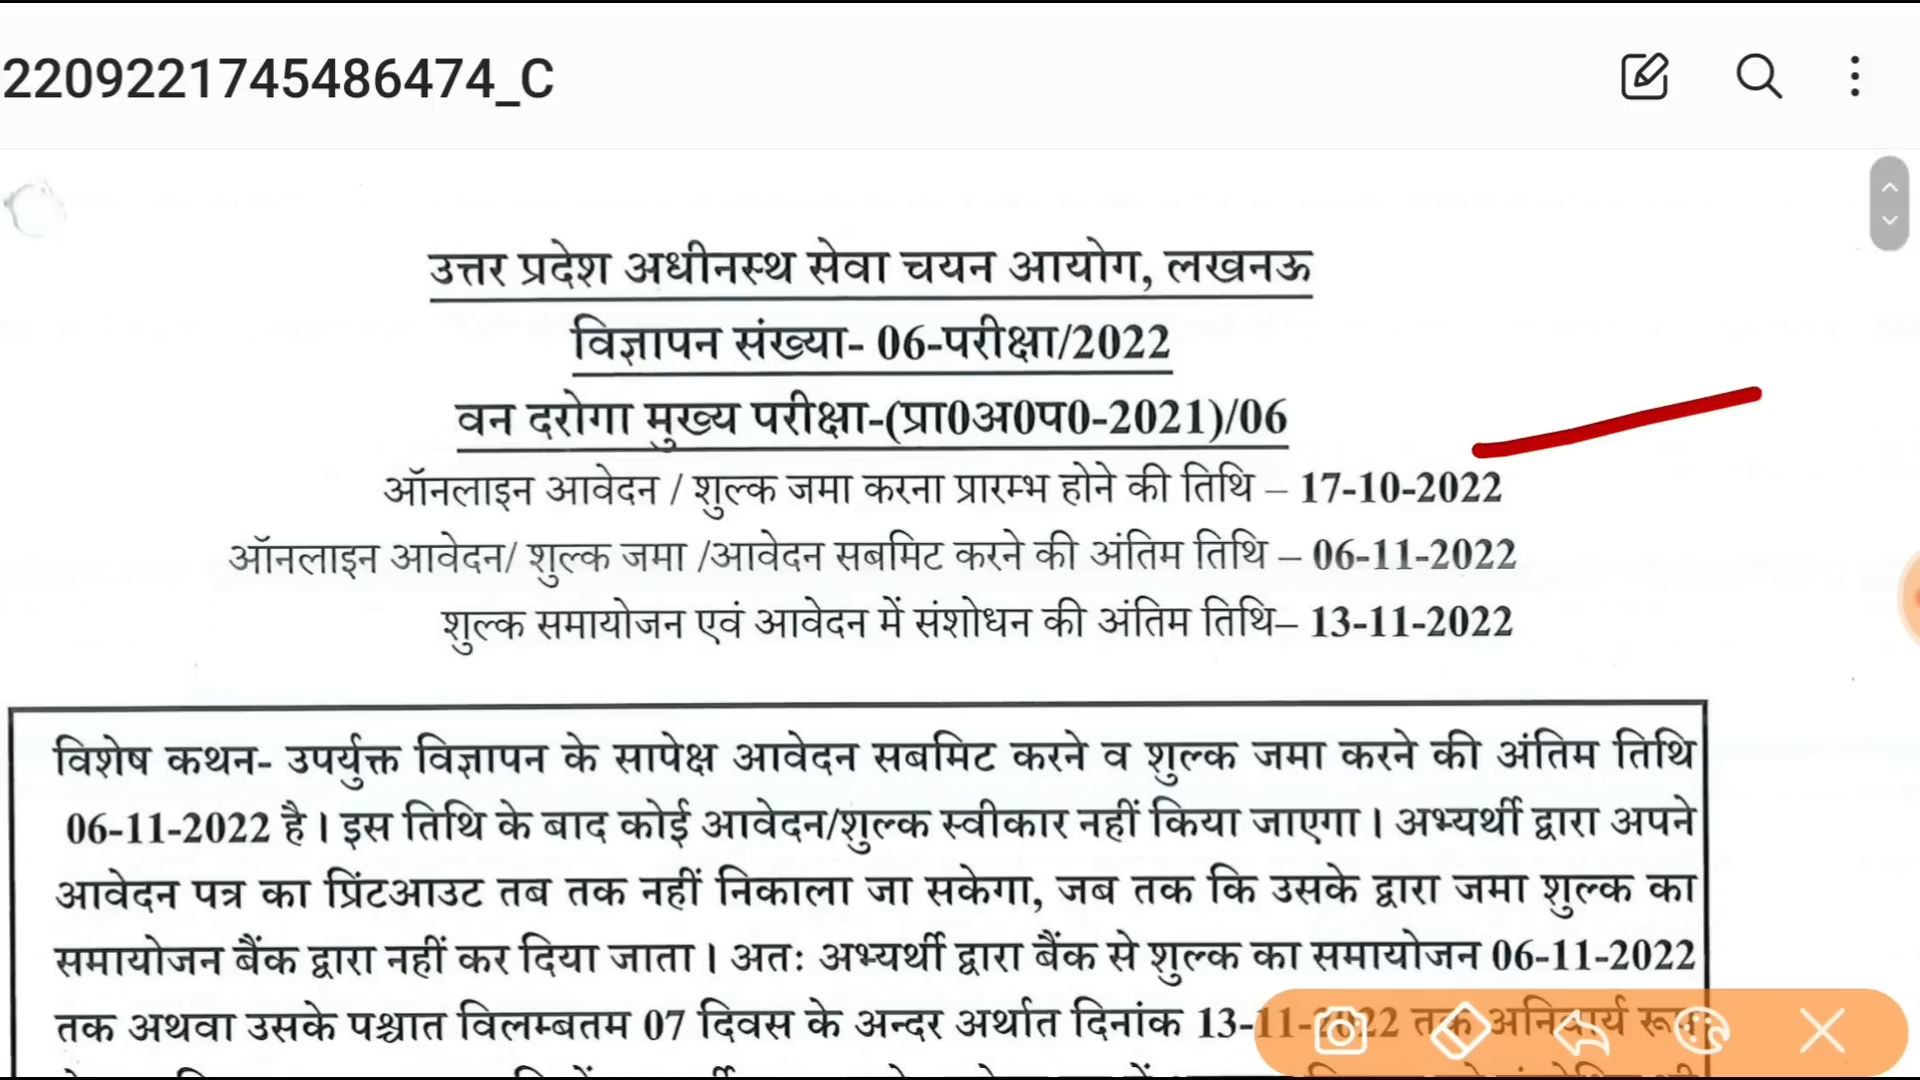 2209221745486474_C
उत्तर प्रदेश अधीनस्थ सेवा चयन आयोग, लखनऊ
विज्ञापन संख्या- 06-परीक्षा/2022
वन दरोगा मुख्य परीक्षा-(प्रा0अ0प0-2021)/06
ऑनलाइन आवेदन / शुल्क जमा करना प्रारम्भ होने की तिथि – 17-10-2022
ऑनलाइन आवेदन/ शुल्क जमा /आवेदन सबमिट करने की अंतिम तिथि – 06-11-2022
शुल्क समायोजन एवं आवेदन में संशोधन की अंतिम तिथि– 13-11-2022
विशेष कथन- उपर्युक्त विज्ञापन के सापेक्ष आवेदन सबमिट करने व शुल्क जमा करने की अंतिम तिथि
06-11-2022 है। इस तिथि के बाद कोई आवेदन/शुल्क स्वीकार नहीं किया जाएगा। अभ्यर्थी द्वारा अपने
आवेदन पत्र का प्रिंटआउट तब तक नहीं निकाला जा सकेगा, जब तक कि उसके द्वारा जमा शुल्क का
समायोजन बैंक द्वारा नहीं कर दिया जाता। अतः अभ्यर्थी द्वारा बैंक से शुल्क का समायोजन 06-11-2022
तक अथवा उसके पश्चात विलम्बतम 07 दिवस के अन्दर अर्थात दिनांक 13-11-2022 तक अनिवार्य